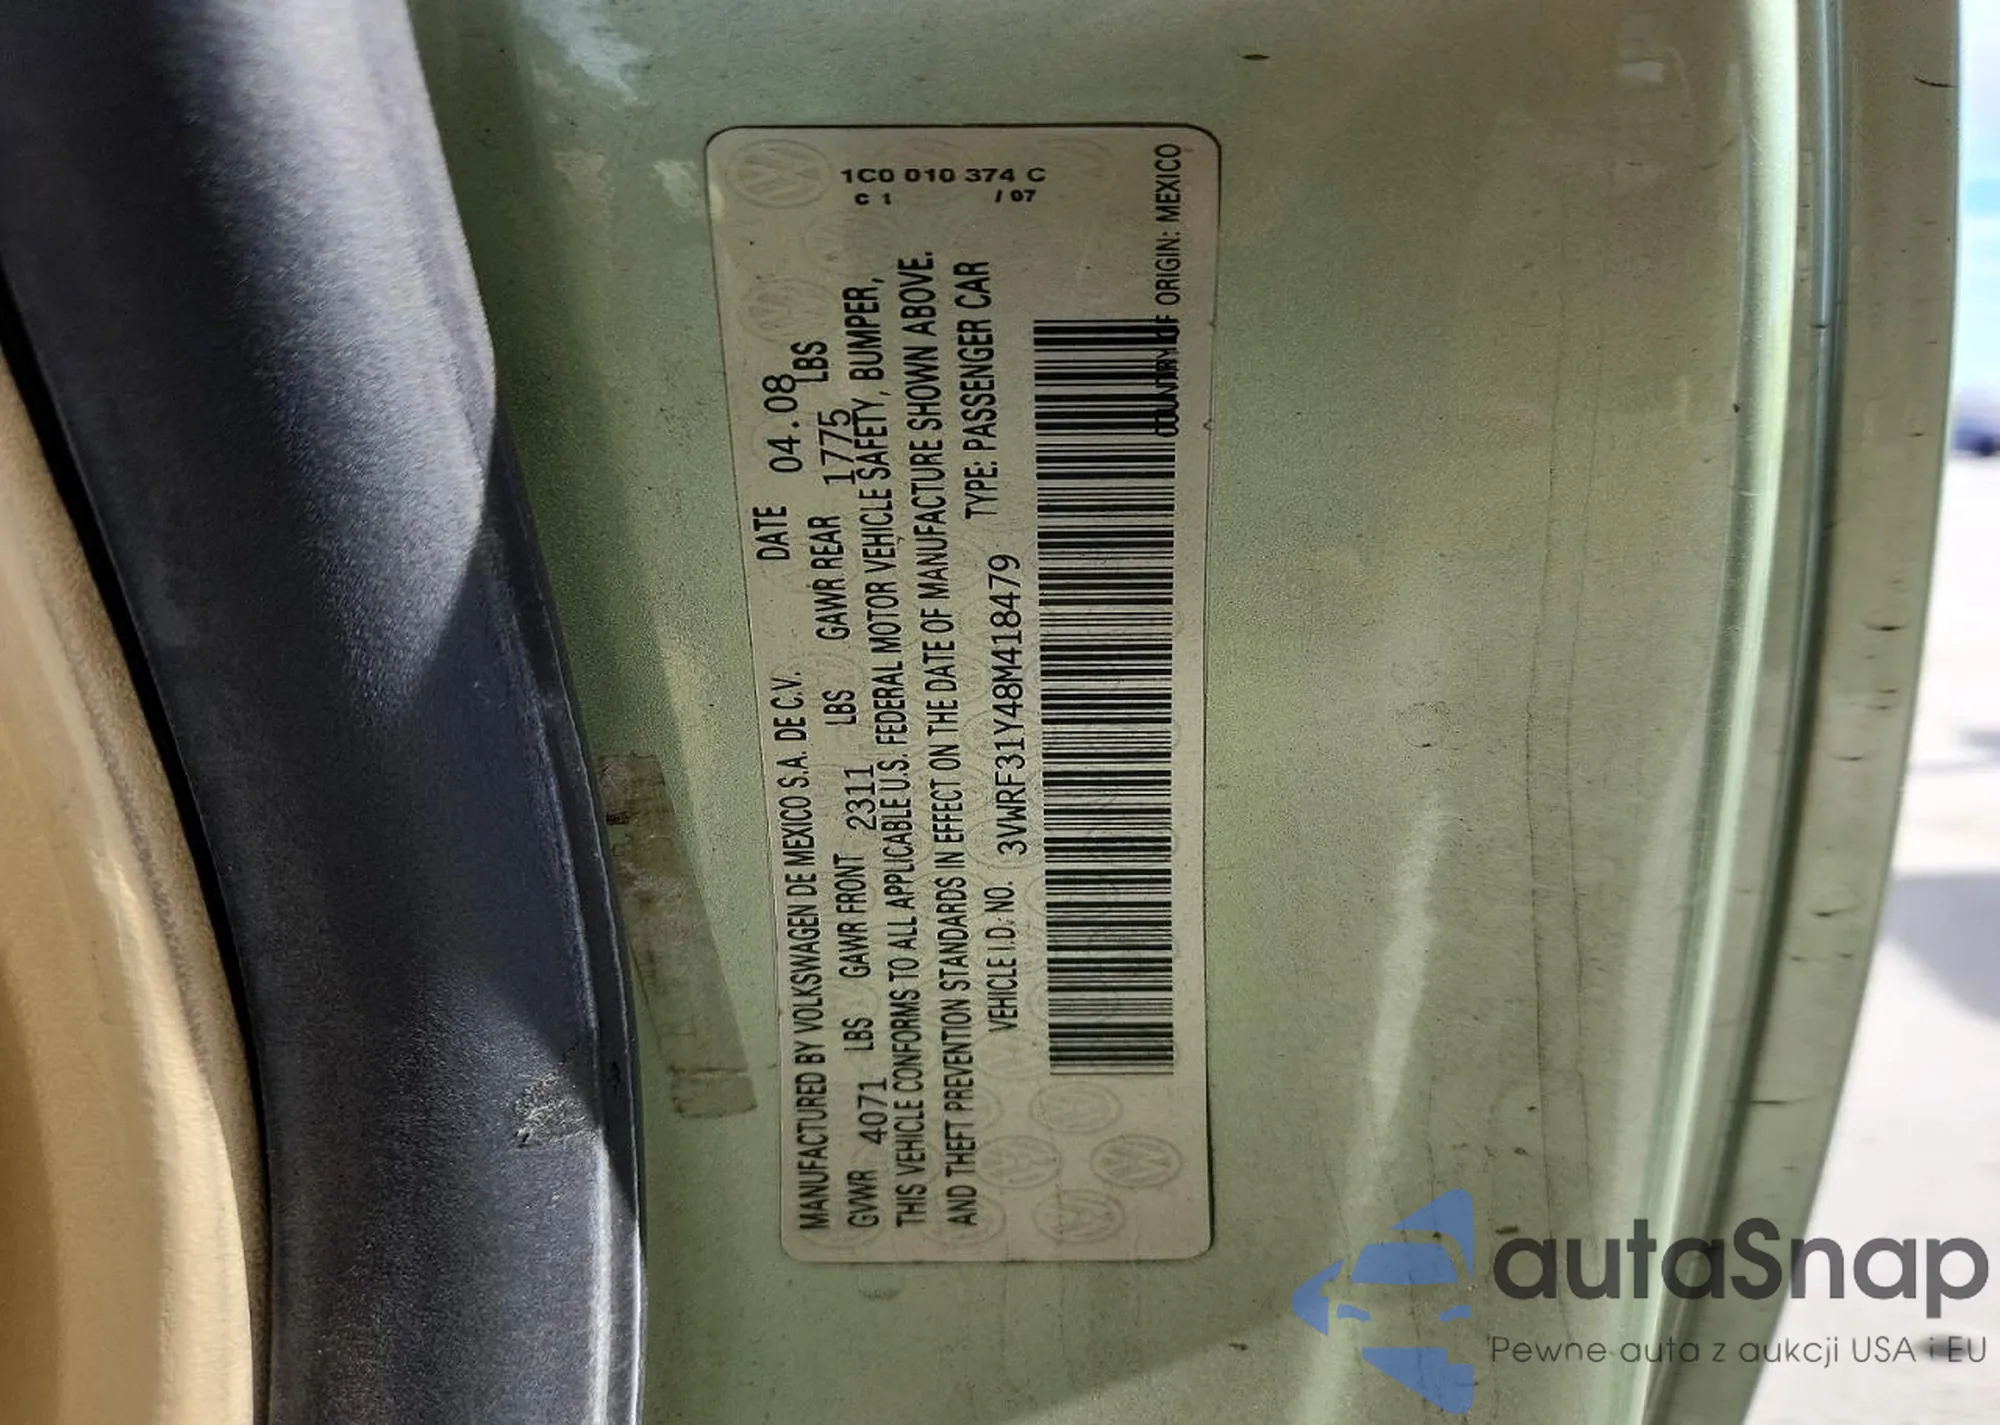 1C0 010 374 C
C 1 / 07
MANUFACTURED BY VOLKSWAGEN DE MEXICO S.A. DE C.V. DATE 04.08
GVWR 4071 LBS GAWR FRONT 2311 LBS GAWR REAR 1775 LBS
THIS VEHICLE CONFORMS TO ALL APPLICABLE U.S. FEDERAL MOTOR VEHICLE SAFETY, BUMPER,
AND THEFT PREVENTION STANDARDS IN EFFECT ON THE DATE OF MANUFACTURE SHOWN ABOVE.
VEHICLE I.D. NO. 3VWRF31Y48M418479 TYPE: PASSENGER CAR
COUNTRY OF ORIGIN: MEXICO
autaSnap
Pewne auta z aukcji USA i EU